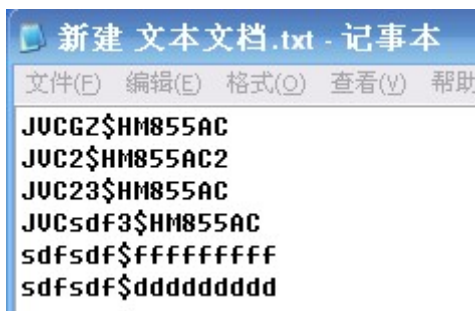 新建 文本文档.txt - 记事本
文件(F) 编辑(E) 格式(O) 查看(V) 帮助
JVCGZ$HM855AC
JVC2$HM855AC2
JVC23$HM855AC
JVCsdf3$HM855AC
sdfsdf$fffffffff
sdfsdf$ddddddddd